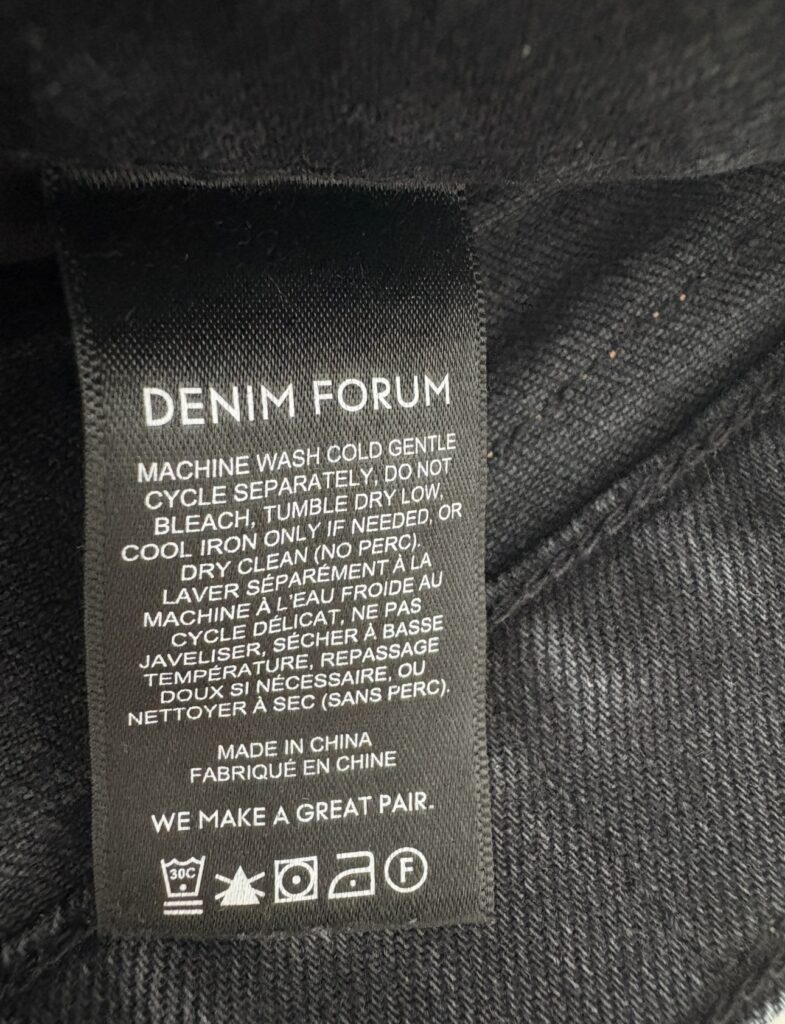 DENIM FORUM
MACHINE WASH COLD GENTLE
CYCLE SEPARATELY, DO NOT
BLEACH, TUMBLE DRY LOW,
COOL IRON ONLY IF NEEDED, OR
DRY CLEAN (NO PERC).
LAVER SÉPARÉMENT À LA
MACHINE À L'EAU FROIDE AU
CYCLE DÉLICAT, NE PAS
JAVELISER, SÉCHER À BASSE
TEMPÉRATURE, REPASSAGE
DOUX SI NÉCESSAIRE, OU
NETTOYER À SEC (SANS PERC).
MADE IN CHINA
FABRIQUÉ EN CHINE
WE MAKE A GREAT PAIR.
30C F